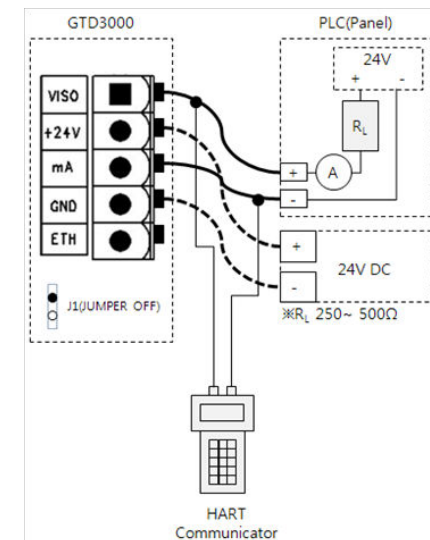 GTD3000
PLC(Panel)
24V
+ -
RL
+ A
-
VISO
+24V
mA
GND
ETH
J1(JUMPER OFF)
+
-
24V DC
※RL 250~ 500Ω
HART
Communicator